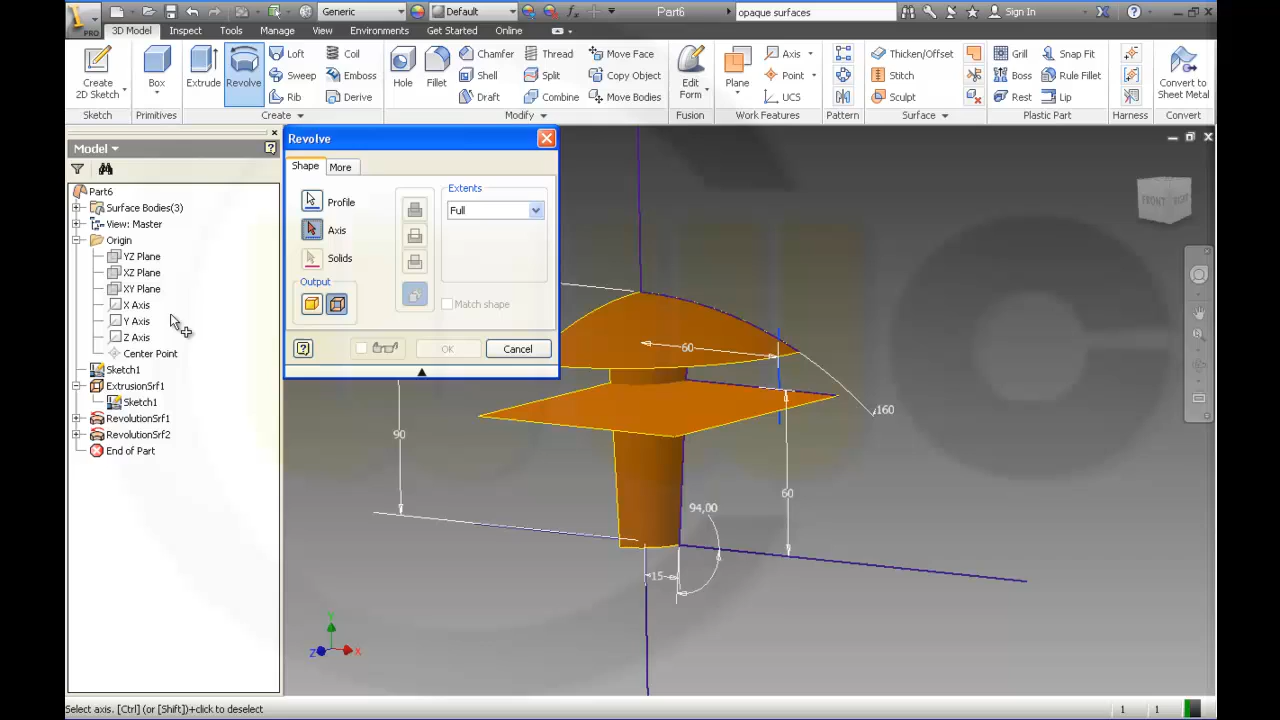 PRO
Generic
Default
Part6
opaque surfaces
Sign In
3D Model Inspect Tools Manage View Environments Get Started Online
Create 2D Sketch
Box
Extrude
Revolve
Loft
Sweep
Rib
Coil
Emboss
Derive
Hole
Fillet
Chamfer
Shell
Draft
Thread
Split
Combine
Move Face
Copy Object
Move Bodies
Edit Form
Plane
Axis
Point
UCS
Thicken/Offset
Stitch
Sculpt
Grill
Boss
Rest
Snap Fit
Rule Fillet
Lip
Convert to Sheet Metal
Sketch Primitives Create Modify Fusion Work Features Pattern Surface Plastic Part Harness Convert
Model
Part6
Surface Bodies(3)
View: Master
Origin
YZ Plane
XZ Plane
XY Plane
X Axis
Y Axis
Z Axis
Center Point
Sketch1
ExtrusionSrf1
Sketch1
RevolutionSrf1
RevolutionSrf2
End of Part
Revolve
Shape More
Profile
Axis
Solids
Output
Extents
Full
Match shape
OK
Cancel
FRONT
60
160
90
60
94,00
15
Y
Z
X
Select axis. [Ctrl] (or [Shift])+click to deselect
1 1